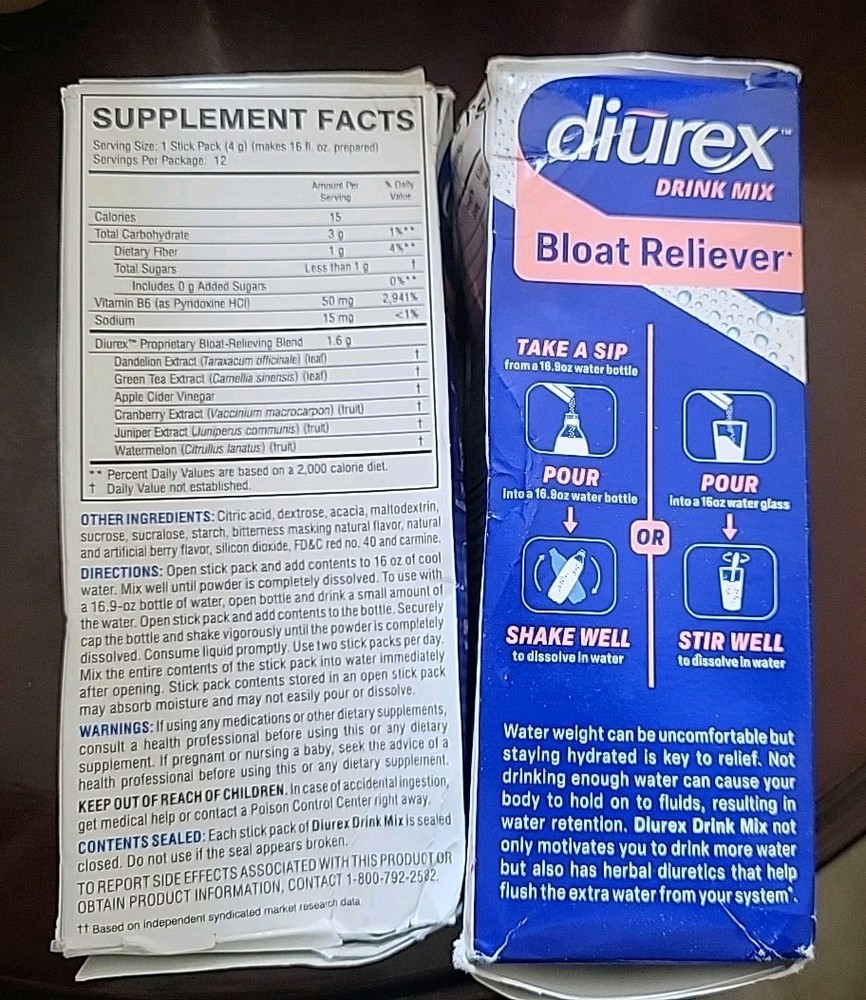 SUPPLEMENT FACTS
Serving Size: 1 Stick Pack (4 g) (makes 16 fl. oz. prepared)
Servings Per Package: 12
Amount Per Serving
% Daily Value
Calories 15
Total Carbohydrate 3 g 1%**
Dietary Fiber 1 g 4%**
Total Sugars Less than 1 g †
Includes 0 g Added Sugars 0%**
Vitamin B6 (as Pyridoxine HCl) 50 mg 2,941%
Sodium 15 mg <1%
Diurex™ Proprietary Bloat-Relieving Blend 1.6 g
Dandelion Extract (Taraxacum officinale) (leaf) †
Green Tea Extract (Camellia sinensis) (leaf) †
Apple Cider Vinegar †
Cranberry Extract (Vaccinium macrocarpon) (fruit) †
Juniper Extract (Juniperus communis) (fruit) †
Watermelon (Citrullus lanatus) (fruit) †
** Percent Daily Values are based on a 2,000 calorie diet.
† Daily Value not established.
OTHER INGREDIENTS: Citric acid, dextrose, acacia, maltodextrin,
sucrose, sucralose, starch, bitterness masking natural flavor, natural
and artificial berry flavor, silicon dioxide, FD&C red no. 40 and carmine.
DIRECTIONS: Open stick pack and add contents to 16 oz of cool
water. Mix well until powder is completely dissolved. To use with
a 16.9-oz bottle of water, open bottle and drink a small amount of
the water. Open stick pack and add contents to the bottle. Securely
cap the bottle and shake vigorously until the powder is completely
dissolved. Consume liquid promptly. Use two stick packs per day.
Mix the entire contents of the stick pack into water immediately
after opening. Stick pack contents stored in an open stick pack
may absorb moisture and may not easily pour or dissolve.
WARNINGS: If using any medications or other dietary supplements,
consult a health professional before using this or any dietary
supplement. If pregnant or nursing a baby, seek the advice of a
health professional before using this or any dietary supplement.
KEEP OUT OF REACH OF CHILDREN. In case of accidental ingestion,
get medical help or contact a Poison Control Center right away.
CONTENTS SEALED: Each stick pack of Diurex Drink Mix is sealed
closed. Do not use if the seal appears broken.
TO REPORT SIDE EFFECTS ASSOCIATED WITH THIS PRODUCT OR
OBTAIN PRODUCT INFORMATION, CONTACT 1-800-792-2582.
†† Based on independent syndicated market research data.
diūrex™
DRINK MIX
Bloat Reliever*
TAKE A SIP
from a 16.9oz water bottle
POUR
into a 16.9oz water bottle
SHAKE WELL
to dissolve in water
OR
POUR
into a 16oz water glass
STIR WELL
to dissolve in water
Water weight can be uncomfortable but
staying hydrated is key to relief. Not
drinking enough water can cause your
body to hold on to fluids, resulting in
water retention. Diurex Drink Mix not
only motivates you to drink more water
but also has herbal diuretics that help
flush the extra water from your system*.